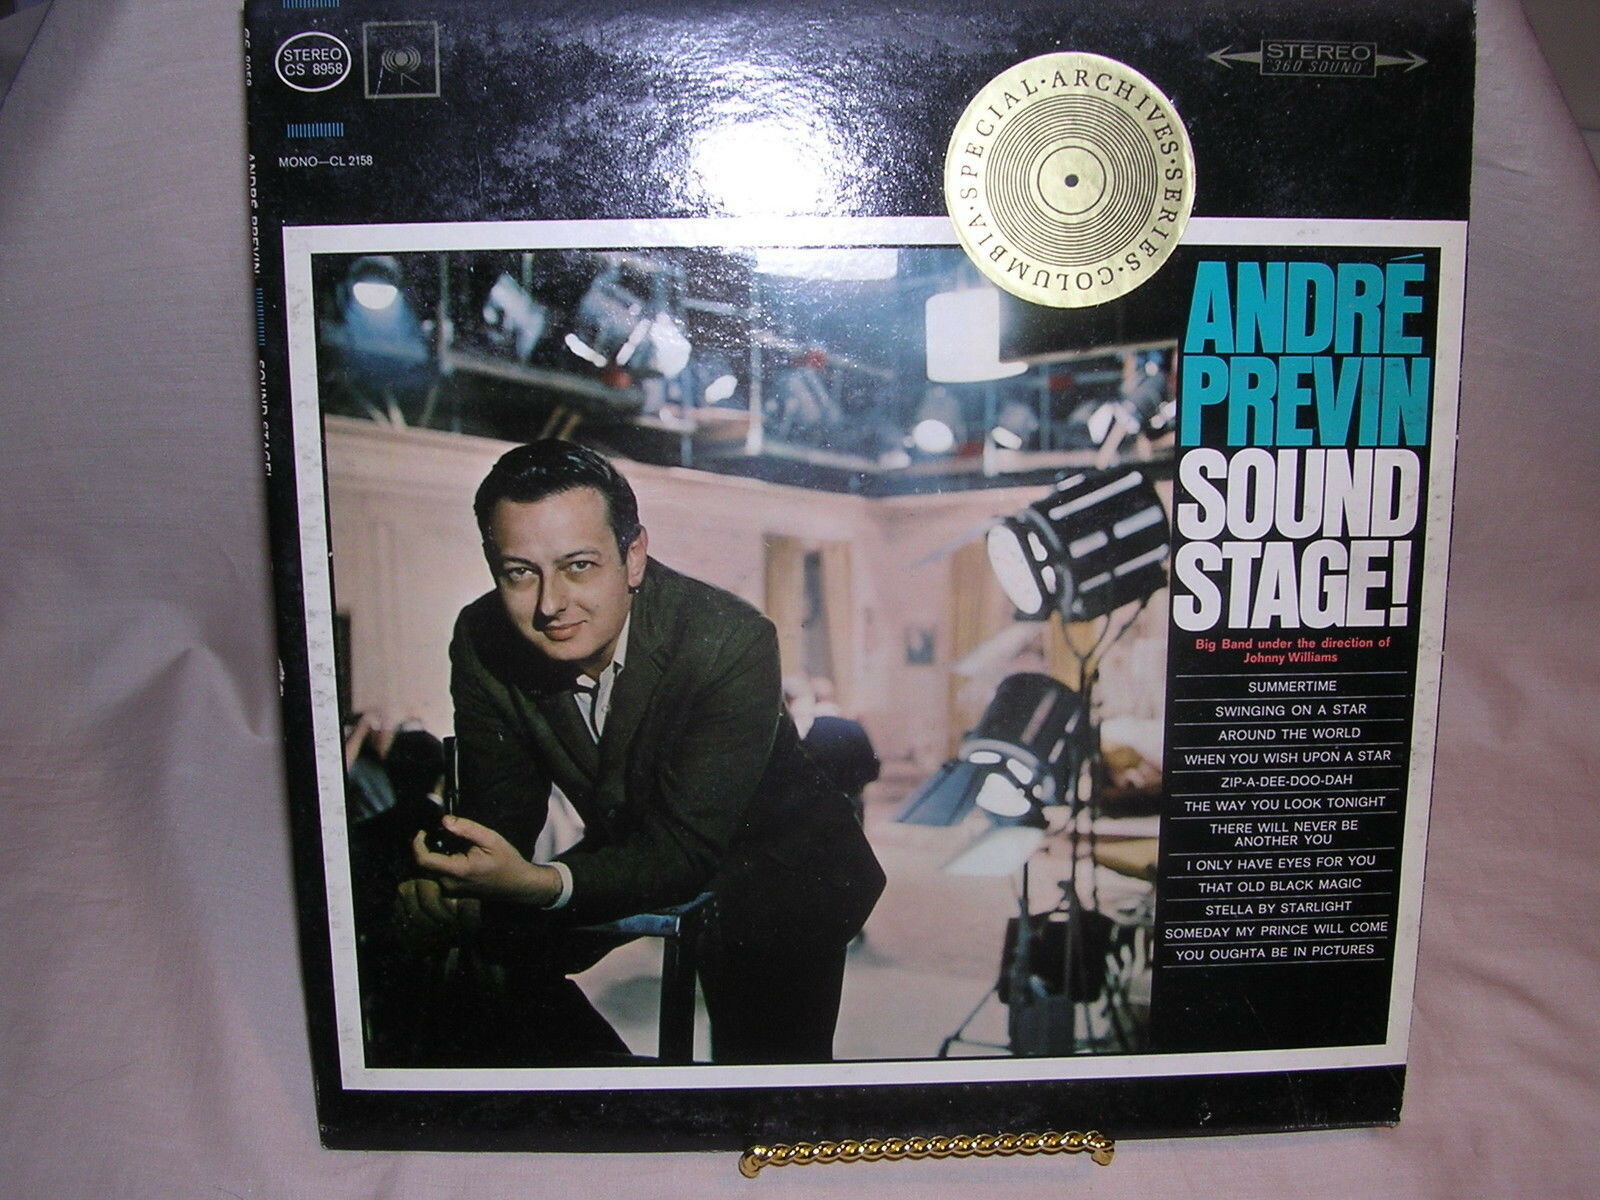 STEREO
CS 8958
MONO—CL 2158
STEREO
"360 SOUND"
COLUMBIA · SPECIAL · ARCHIVES · SERIES ·
CS 8958
ANDRÉ PREVIN
SOUND STAGE!
ANDRÉ
PREVIN
SOUND
STAGE!
Big Band under the direction of
Johnny Williams
SUMMERTIME
SWINGING ON A STAR
AROUND THE WORLD
WHEN YOU WISH UPON A STAR
ZIP-A-DEE-DOO-DAH
THE WAY YOU LOOK TONIGHT
THERE WILL NEVER BE
ANOTHER YOU
I ONLY HAVE EYES FOR YOU
THAT OLD BLACK MAGIC
STELLA BY STARLIGHT
SOMEDAY MY PRINCE WILL COME
YOU OUGHTA BE IN PICTURES